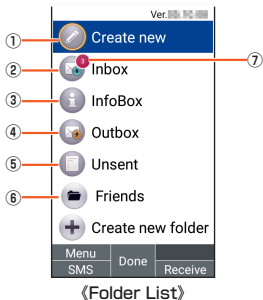 Ver.
① Create new
3 ⑦
② Inbox
③ InfoBox
④ Outbox
⑤ Unsent
⑥ Friends
Create new folder
Menu
SMS
Done
Receive
《Folder List》